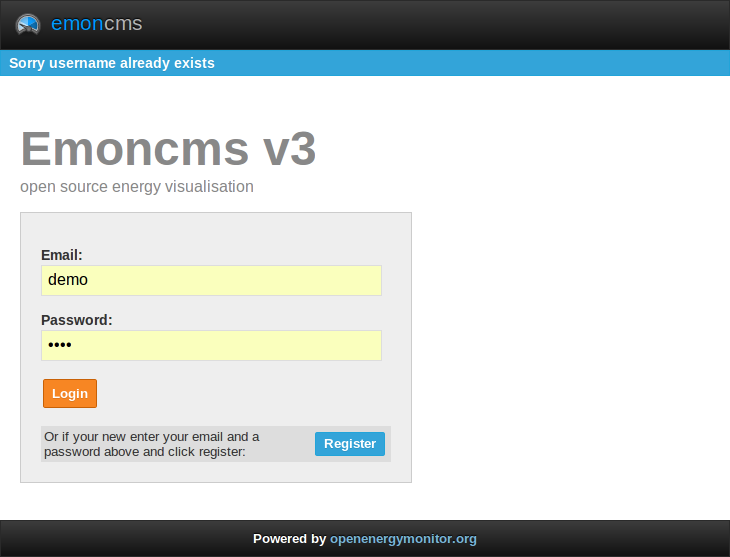 emoncms
Sorry username already exists
Emoncms v3
open source energy visualisation
Email:
demo
Password:
••••
Login
Or if your new enter your email and a
password above and click register:
Register
Powered by openenergymonitor.org